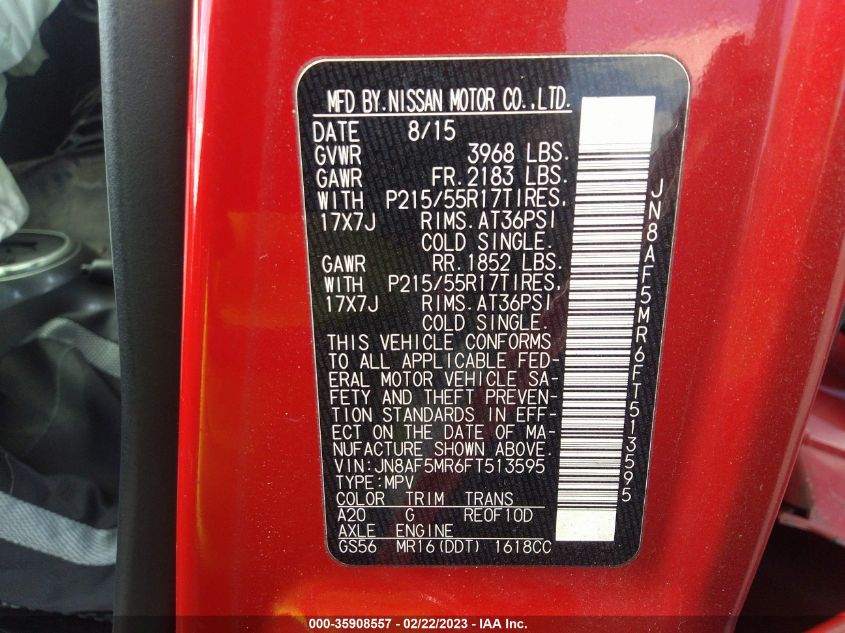 MFD BY.NISSAN MOTOR CO.,LTD.
DATE 8/15
GVWR 3968 LBS.
GAWR FR.2183 LBS.
WITH P215/55R17TIRES,
17X7J RIMS.AT36PSI
COLD SINGLE.
GAWR RR.1852 LBS.
WITH P215/55R17TIRES,
17X7J RIMS.AT36PSI
COLD SINGLE.
THIS VEHICLE CONFORMS
TO ALL APPLICABLE FED-
ERAL MOTOR VEHICLE SA-
FETY AND THEFT PREVEN-
TION STANDARDS IN EFF-
ECT ON THE DATE OF MA-
NUFACTURE SHOWN ABOVE.
VIN:JN8AF5MR6FT513595
TYPE:MPV
COLOR TRIM TRANS
A20 G RE0F10D
AXLE ENGINE
GS56 MR16(DDT) 1618CC
JN8AF5MR6FT513595
000-35908557 - 02/22/2023 - IAA Inc.